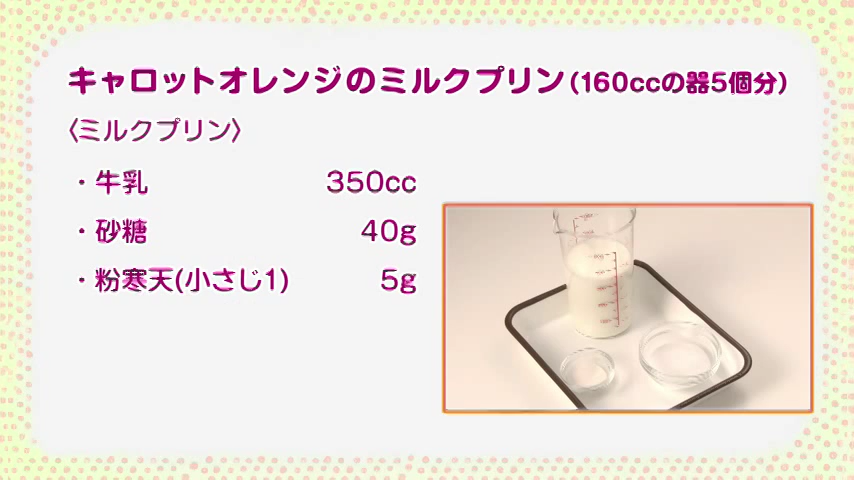 キャロットオレンジのミルクプリン(160ccの器5個分)
〈ミルクプリン〉
・牛乳 350cc
・砂糖 40g
・粉寒天(小さじ1) 5g